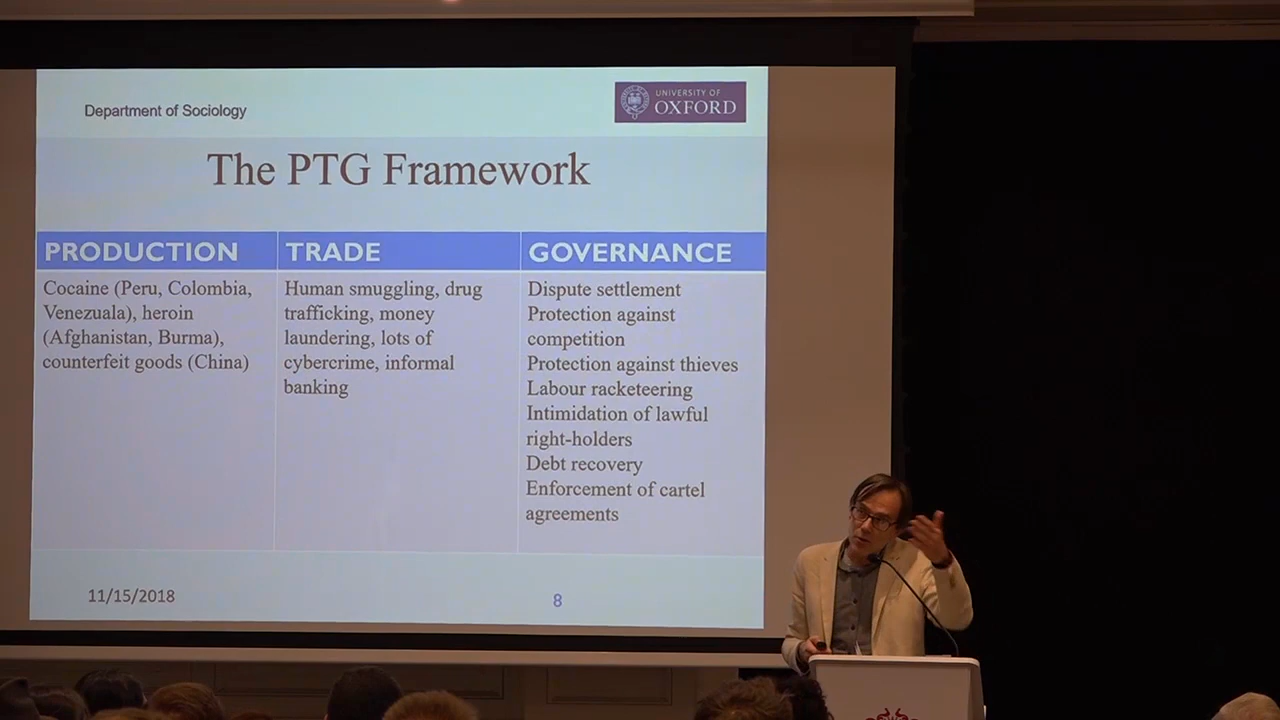 Department of Sociology
UNIVERSITY OF
OXFORD
The PTG Framework
PRODUCTION
Cocaine (Peru, Colombia,
Venezuala), heroin
(Afghanistan, Burma),
counterfeit goods (China)
TRADE
Human smuggling, drug
trafficking, money
laundering, lots of
cybercrime, informal
banking
GOVERNANCE
Dispute settlement
Protection against
competition
Protection against thieves
Labour racketeering
Intimidation of lawful
right-holders
Debt recovery
Enforcement of cartel
agreements
11/15/2018
8